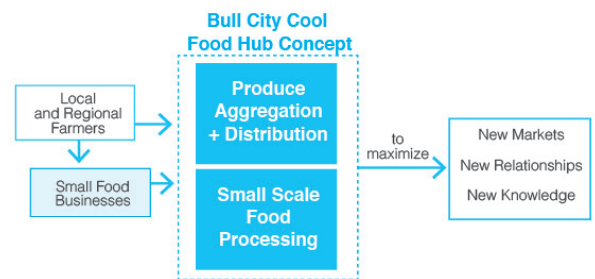 Bull City Cool
Food Hub Concept
Local
and Regional
Farmers
Small Food
Businesses
Produce
Aggregation
+ Distribution
Small Scale
Food
Processing
to
maximize
New Markets
New Relationships
New Knowledge